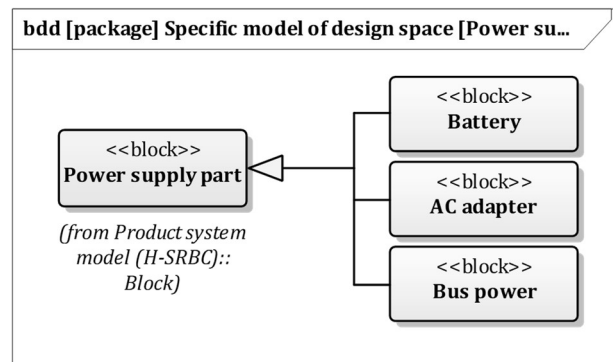 bdd [package] Specific model of design space [Power su...
<<block>>
Power supply part
(from Product system
model (H-SRBC)::
Block)
<<block>>
Battery
<<block>>
AC adapter
<<block>>
Bus power